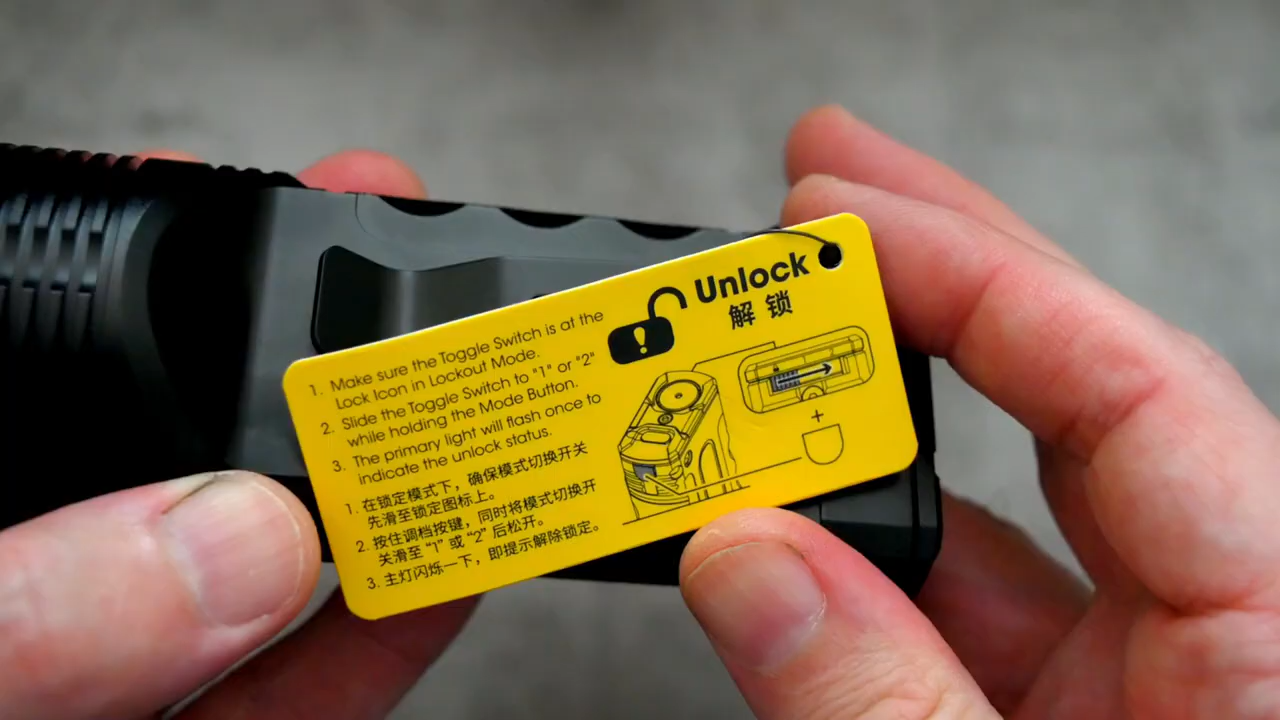 Unlock
解锁
1. Make sure the Toggle Switch is at the
Lock Icon in Lockout Mode.
2. Slide the Toggle Switch to "1" or "2"
while holding the Mode Button.
3. The primary light will flash once to
indicate the unlock status.
1. 在锁定模式下，确保模式切换开关
先滑至锁定图标上。
2. 按住调档按键，同时将模式切换开
关滑至 “1” 或 “2” 后松开。
3. 主灯闪烁一下，即提示解除锁定。